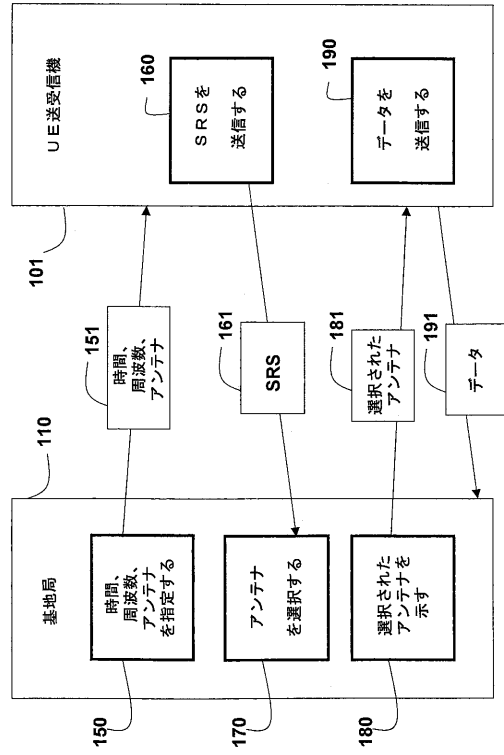 基地局
110
150
時間、
周波数、
アンテナ
を指定する
時間、
周波数、
アンテナ
151
101
UE送受信機
SRSを
送信する
160
SRS
161
170
アンテナ
を選択する
180
選択された
アンテナを
示す
選択された
アンテナ
181
データを
送信する
190
データ
191